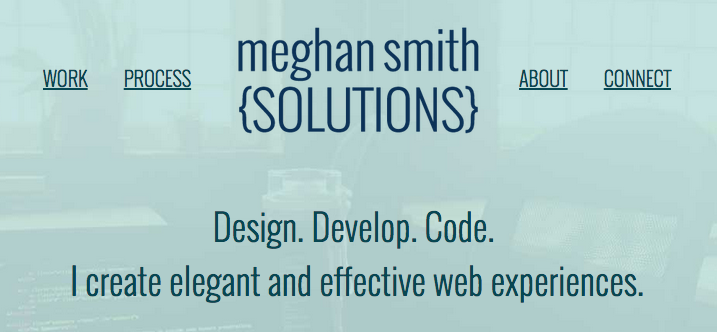 meghan smith
{SOLUTIONS}
WORK PROCESS ABOUT CONNECT
Design. Develop. Code.
I create elegant and effective web experiences.